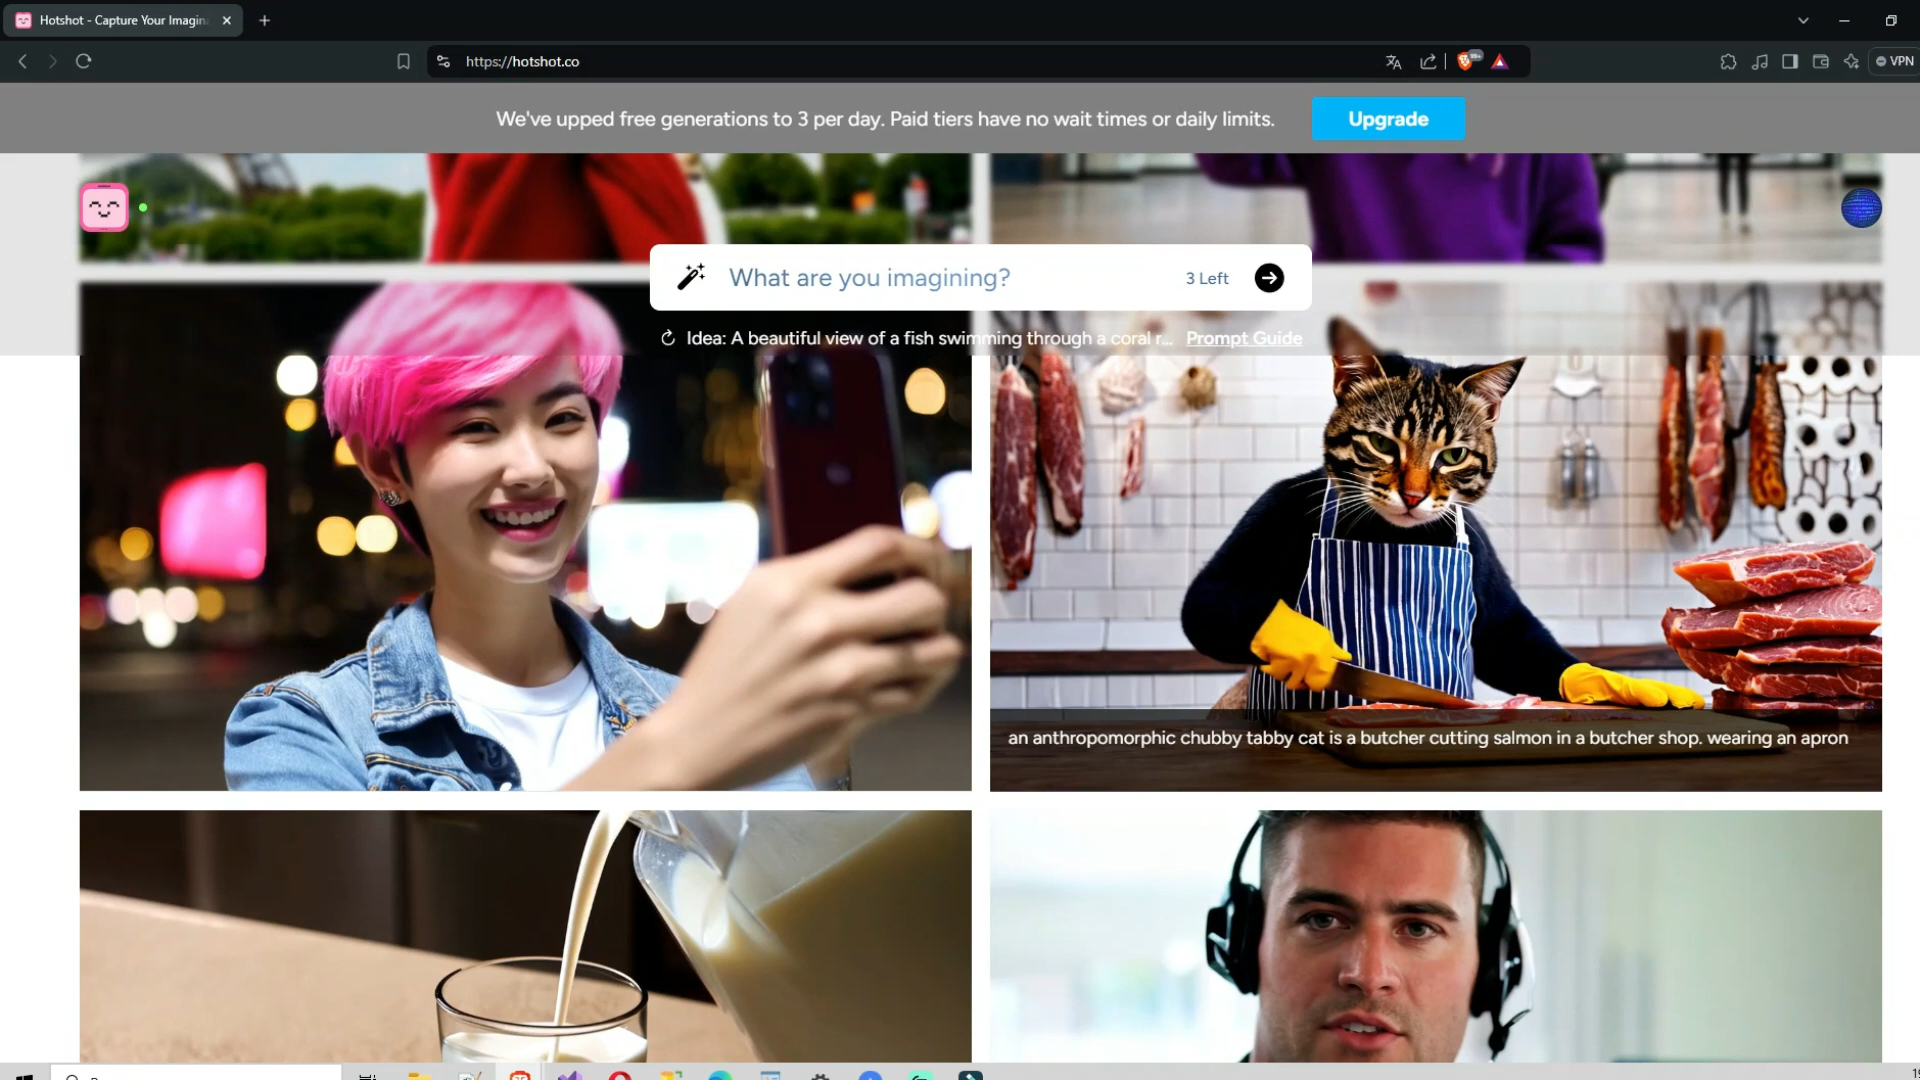 Hotshot - Capture Your Imagin
https://hotshot.co
99+
VPN
We've upped free generations to 3 per day. Paid tiers have no wait times or daily limits.
Upgrade
What are you imagining?
3 Left
Idea: A beautiful view of a fish swimming through a coral r...
Prompt Guide
an anthropomorphic chubby tabby cat is a butcher cutting salmon in a butcher shop. wearing an apron